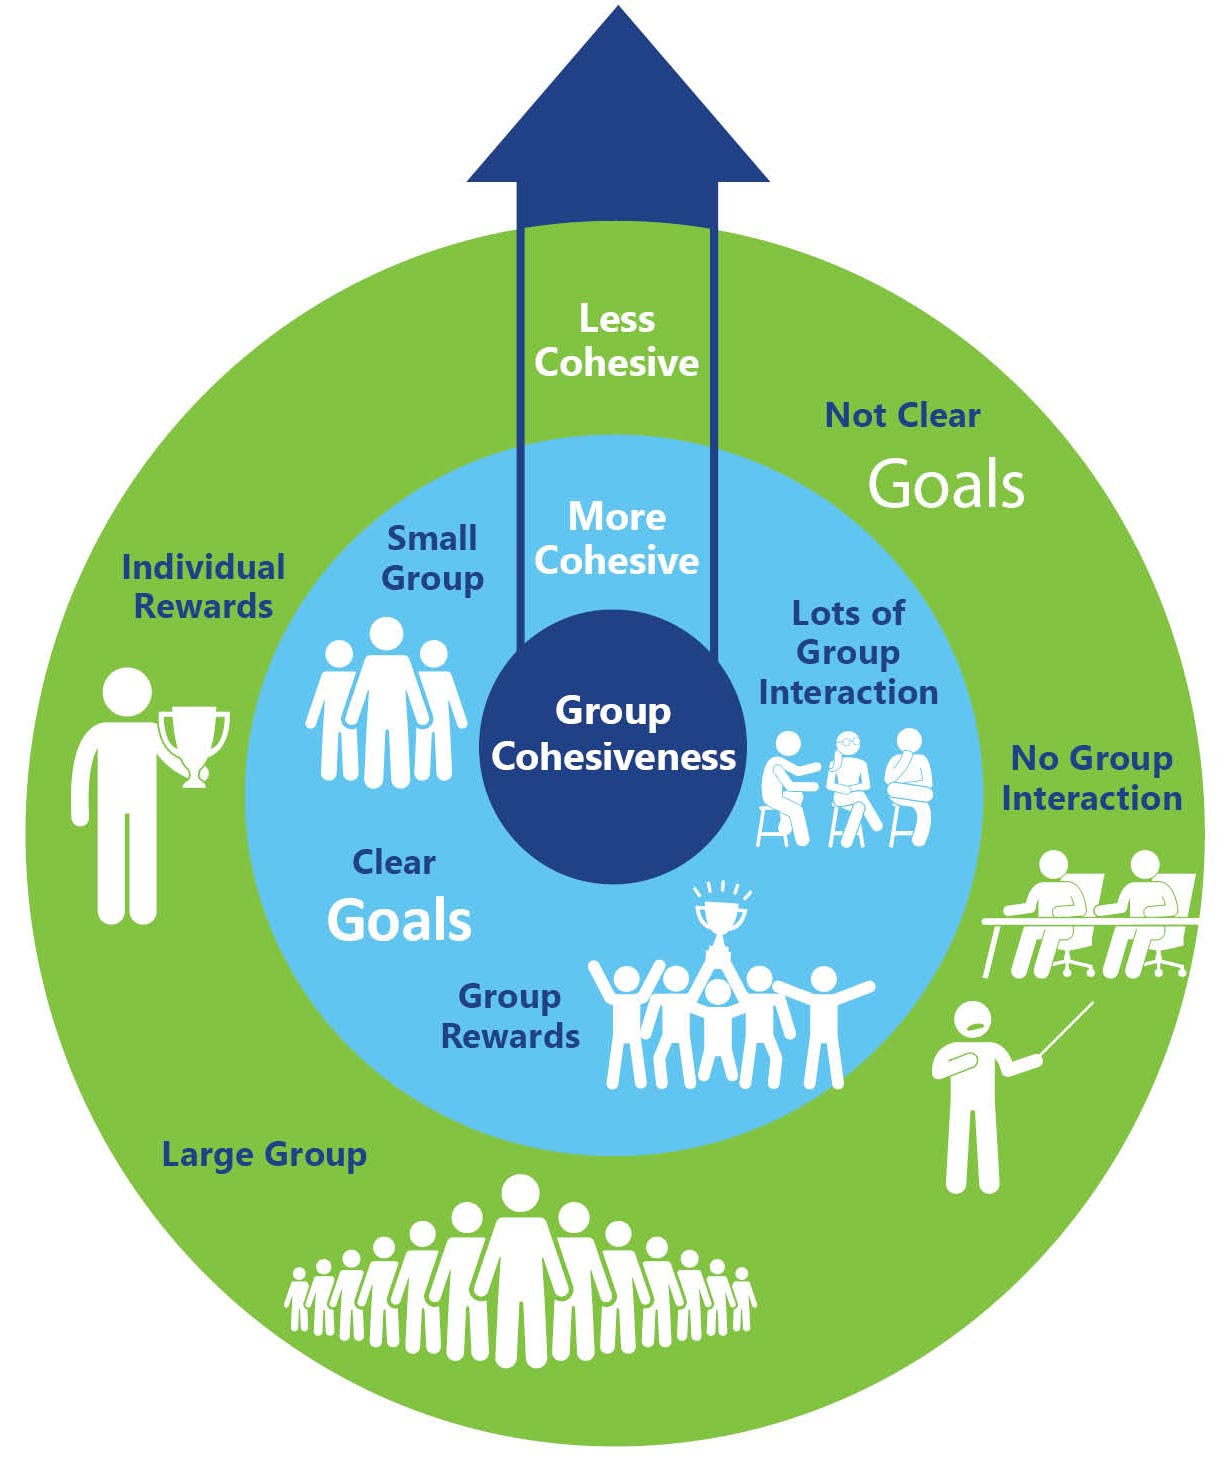 Less
Cohesive
Not Clear
Goals
More
Cohesive
Small
Group
Individual
Rewards
Lots of
Group
Interaction
Group
Cohesiveness
No Group
Interaction
Clear
Goals
Group
Rewards
Large Group